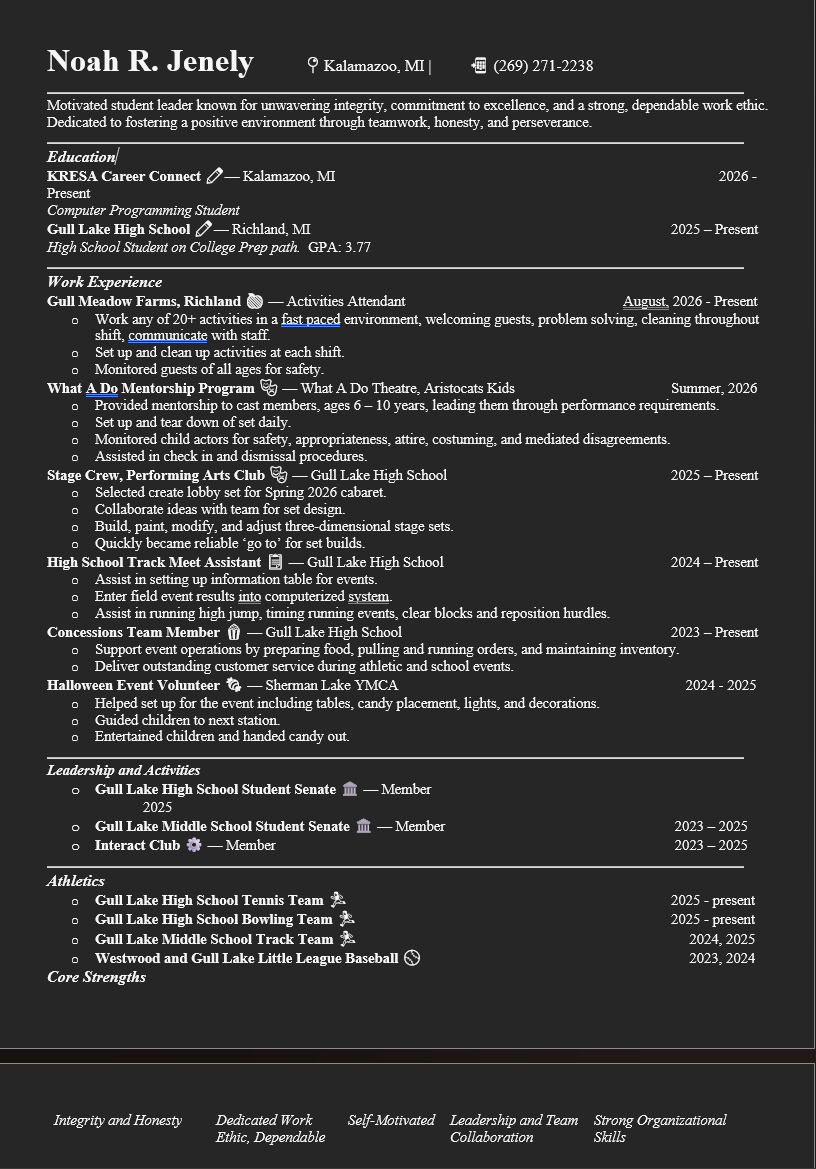 Noah R. Jenely Kalamazoo, MI | (269) 271-2238
Motivated student leader known for unwavering integrity, commitment to excellence, and a strong, dependable work ethic.
Dedicated to fostering a positive environment through teamwork, honesty, and perseverance.
Education
KRESA Career Connect — Kalamazoo, MI 2026 -
Present
Computer Programming Student
Gull Lake High School — Richland, MI 2025 – Present
High School Student on College Prep path. GPA: 3.77
Work Experience
Gull Meadow Farms, Richland — Activities Attendant August, 2026 - Present
o Work any of 20+ activities in a fast paced environment, welcoming guests, problem solving, cleaning throughout
shift, communicate with staff.
o Set up and clean up activities at each shift.
o Monitored guests of all ages for safety.
What A Do Mentorship Program — What A Do Theatre, Aristocats Kids Summer, 2026
o Provided mentorship to cast members, ages 6 – 10 years, leading them through performance requirements.
o Set up and tear down of set daily.
o Monitored child actors for safety, appropriateness, attire, costuming, and mediated disagreements.
o Assisted in check in and dismissal procedures.
Stage Crew, Performing Arts Club — Gull Lake High School 2025 – Present
o Selected create lobby set for Spring 2026 cabaret.
o Collaborate ideas with team for set design.
o Build, paint, modify, and adjust three-dimensional stage sets.
o Quickly became reliable ‘go to’ for set builds.
High School Track Meet Assistant — Gull Lake High School 2024 – Present
o Assist in setting up information table for events.
o Enter field event results into computerized system.
o Assist in running high jump, timing running events, clear blocks and reposition hurdles.
Concessions Team Member — Gull Lake High School 2023 – Present
o Support event operations by preparing food, pulling and running orders, and maintaining inventory.
o Deliver outstanding customer service during athletic and school events.
Halloween Event Volunteer — Sherman Lake YMCA 2024 - 2025
o Helped set up for the event including tables, candy placement, lights, and decorations.
o Guided children to next station.
o Entertained children and handed candy out.
Leadership and Activities
o Gull Lake High School Student Senate — Member
2025
o Gull Lake Middle School Student Senate — Member 2023 – 2025
o Interact Club — Member 2023 – 2025
Athletics
o Gull Lake High School Tennis Team 2025 - present
o Gull Lake High School Bowling Team 2025 - present
o Gull Lake Middle School Track Team 2024, 2025
o Westwood and Gull Lake Little League Baseball 2023, 2024
Core Strengths
Integrity and Honesty Dedicated Work Self-Motivated Leadership and Team Strong Organizational
Ethic, Dependable Collaboration Skills